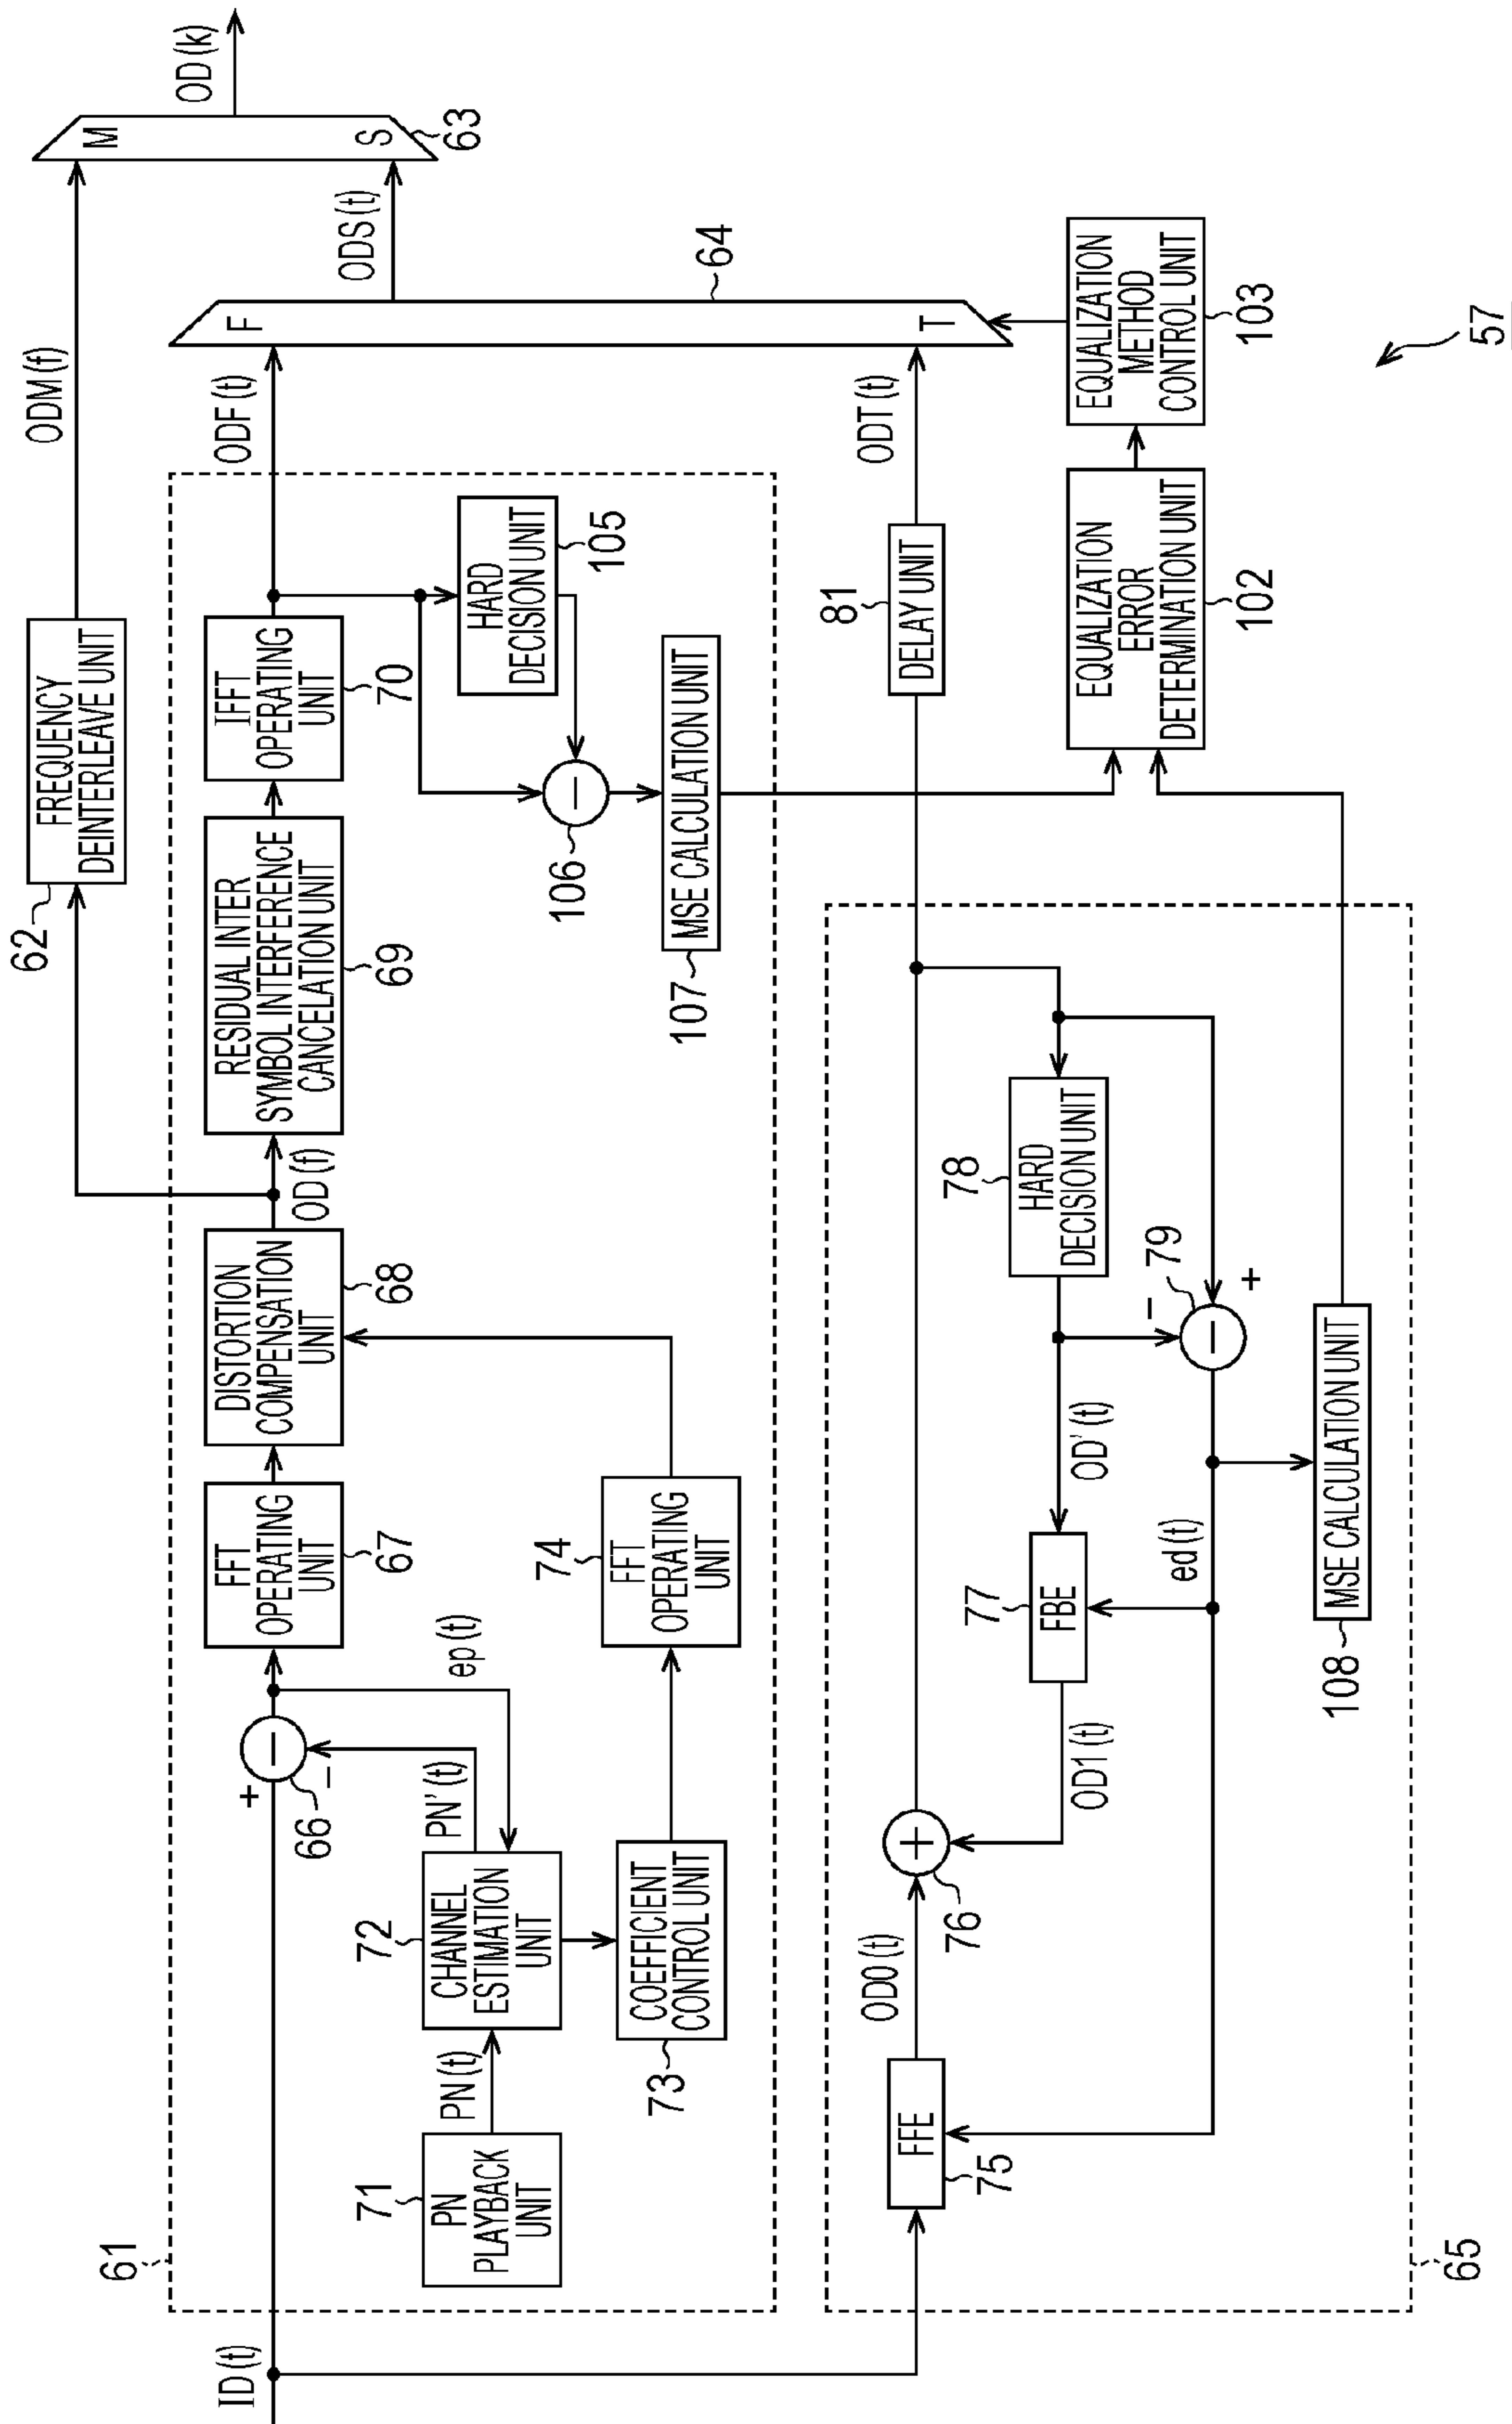 ID (t)
61
+
−
66
−
FFT
OPERATING
UNIT
67
DISTORTION
COMPENSATION
UNIT
68
OD (f)
RESIDUAL INTER
SYMBOL INTERFERENCE
CANCELATION UNIT
69
IFFT
OPERATING
UNIT
70
ODF (t)
62
FREQUENCY
DEINTERLEAVE UNIT
ODM (f)
M
S
63
OD (k)
ODS (t)
F
T
64
71
PN
PLAYBACK
UNIT
PN (t)
72
CHANNEL
ESTIMATION
UNIT
PN' (t)
ep (t)
COEFFICIENT
CONTROL UNIT
73
74
FFT
OPERATING
UNIT
HARD
DECISION UNIT
105
−
106
MSE CALCULATION UNIT
107
FFE
75
OD0 (t)
+
76
OD1 (t)
77
FBE
OD' (t)
ed (t)
78
HARD
DECISION UNIT
79
−
−
+
MSE CALCULATION UNIT
108
81
DELAY UNIT
ODT (t)
EQUALIZATION
ERROR
DETERMINATION UNIT
102
EQUALIZATION
METHOD
CONTROL UNIT
103
65
57